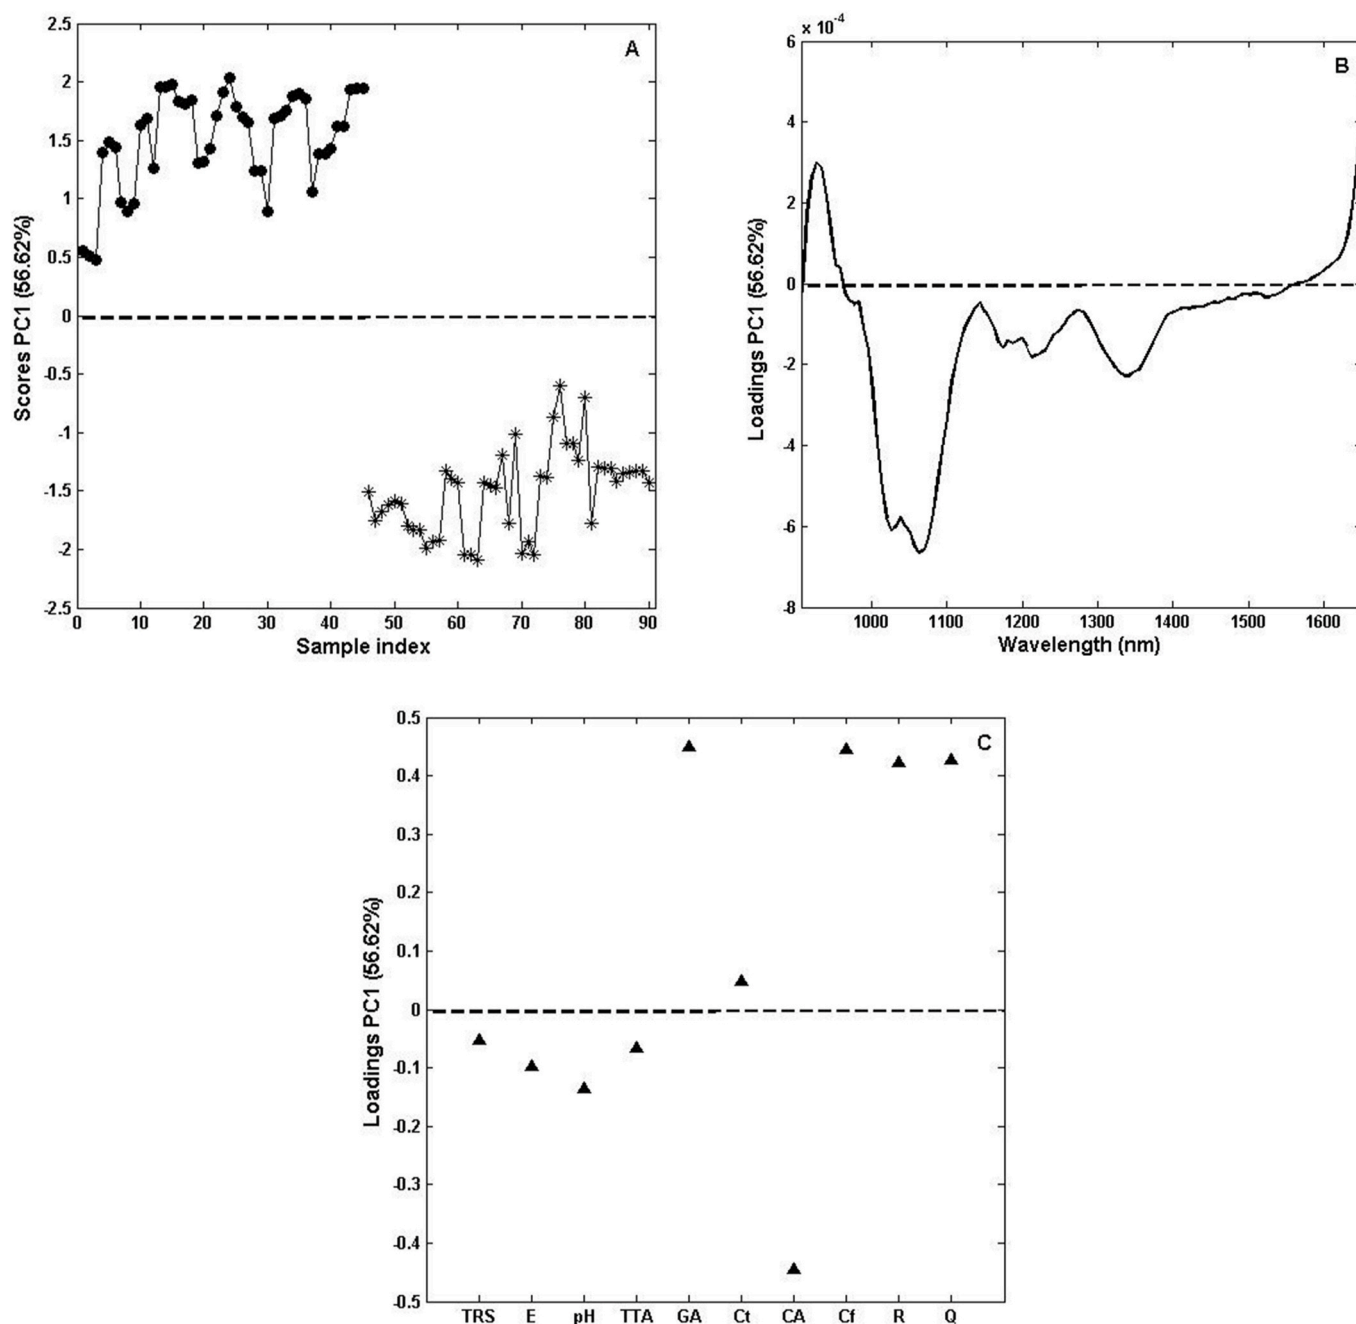 A
Scores PC1 (56.62%)
2.5
2
1.5
1
0.5
0
-0.5
-1
-1.5
-2
-2.5
0 10 20 30 40 50 60 70 80 90
Sample index
x 10⁻⁴
B
Loadings PC1 (56.62%)
6
4
2
0
-2
-4
-6
-8
1000 1100 1200 1300 1400 1500 1600
Wavelength (nm)
C
Loadings PC1 (56.62%)
0.5
0.4
0.3
0.2
0.1
0
-0.1
-0.2
-0.3
-0.4
-0.5
TRS E pH TTA GA Ct CA Cf R Q